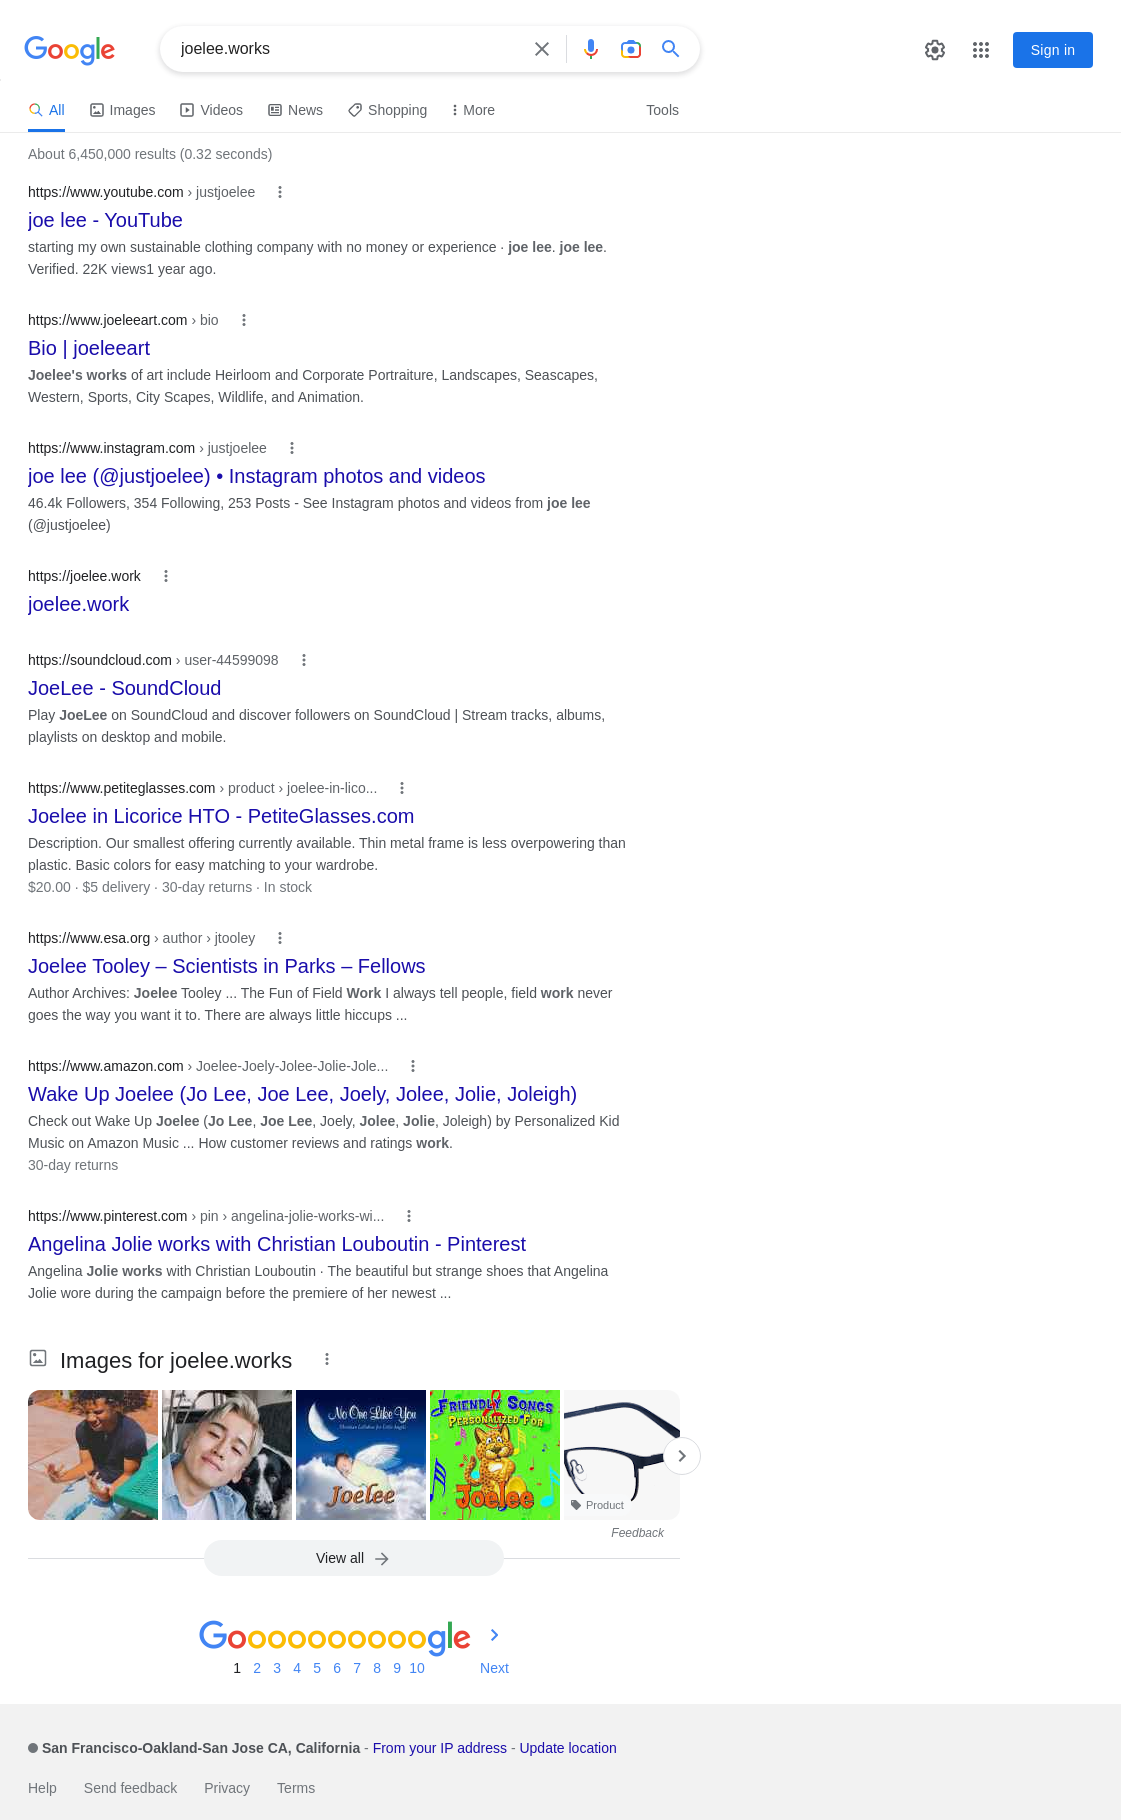 Google
joelee.works
Sign in
All
Images
Videos
News
Shopping
More
Tools
About 6,450,000 results (0.32 seconds)
https://www.youtube.com › justjoelee
joe lee - YouTube
starting my own sustainable clothing company with no money or experience · joe lee. joe lee.
Verified. 22K views1 year ago.
https://www.joeleeart.com › bio
Bio | joeleeart
Joelee's works of art include Heirloom and Corporate Portraiture, Landscapes, Seascapes,
Western, Sports, City Scapes, Wildlife, and Animation.
https://www.instagram.com › justjoelee
joe lee (@justjoelee) • Instagram photos and videos
46.4k Followers, 354 Following, 253 Posts - See Instagram photos and videos from joe lee
(@justjoelee)
https://joelee.work
joelee.work
https://soundcloud.com › user-44599098
JoeLee - SoundCloud
Play JoeLee on SoundCloud and discover followers on SoundCloud | Stream tracks, albums,
playlists on desktop and mobile.
https://www.petiteglasses.com › product › joelee-in-lico...
Joelee in Licorice HTO - PetiteGlasses.com
Description. Our smallest offering currently available. Thin metal frame is less overpowering than
plastic. Basic colors for easy matching to your wardrobe.
$20.00 · $5 delivery · 30-day returns · In stock
https://www.esa.org › author › jtooley
Joelee Tooley – Scientists in Parks – Fellows
Author Archives: Joelee Tooley ... The Fun of Field Work I always tell people, field work never
goes the way you want it to. There are always little hiccups ...
https://www.amazon.com › Joelee-Joely-Jolee-Jolie-Jole...
Wake Up Joelee (Jo Lee, Joe Lee, Joely, Jolee, Jolie, Joleigh)
Check out Wake Up Joelee (Jo Lee, Joe Lee, Joely, Jolee, Jolie, Joleigh) by Personalized Kid
Music on Amazon Music ... How customer reviews and ratings work.
30-day returns
https://www.pinterest.com › pin › angelina-jolie-works-wi...
Angelina Jolie works with Christian Louboutin - Pinterest
Angelina Jolie works with Christian Louboutin · The beautiful but strange shoes that Angelina
Jolie wore during the campaign before the premiere of her newest ...
Images for joelee.works
No One Like You
Christian Lullabies for Little Angels
Joelee
FRIENDLY SONGS
PERSONALIZED FOR
JOELEE
Product
Feedback
View all
Goooooooooogle
1 2 3 4 5 6 7 8 9 10 Next
San Francisco-Oakland-San Jose CA, California - From your IP address - Update location
Help Send feedback Privacy Terms